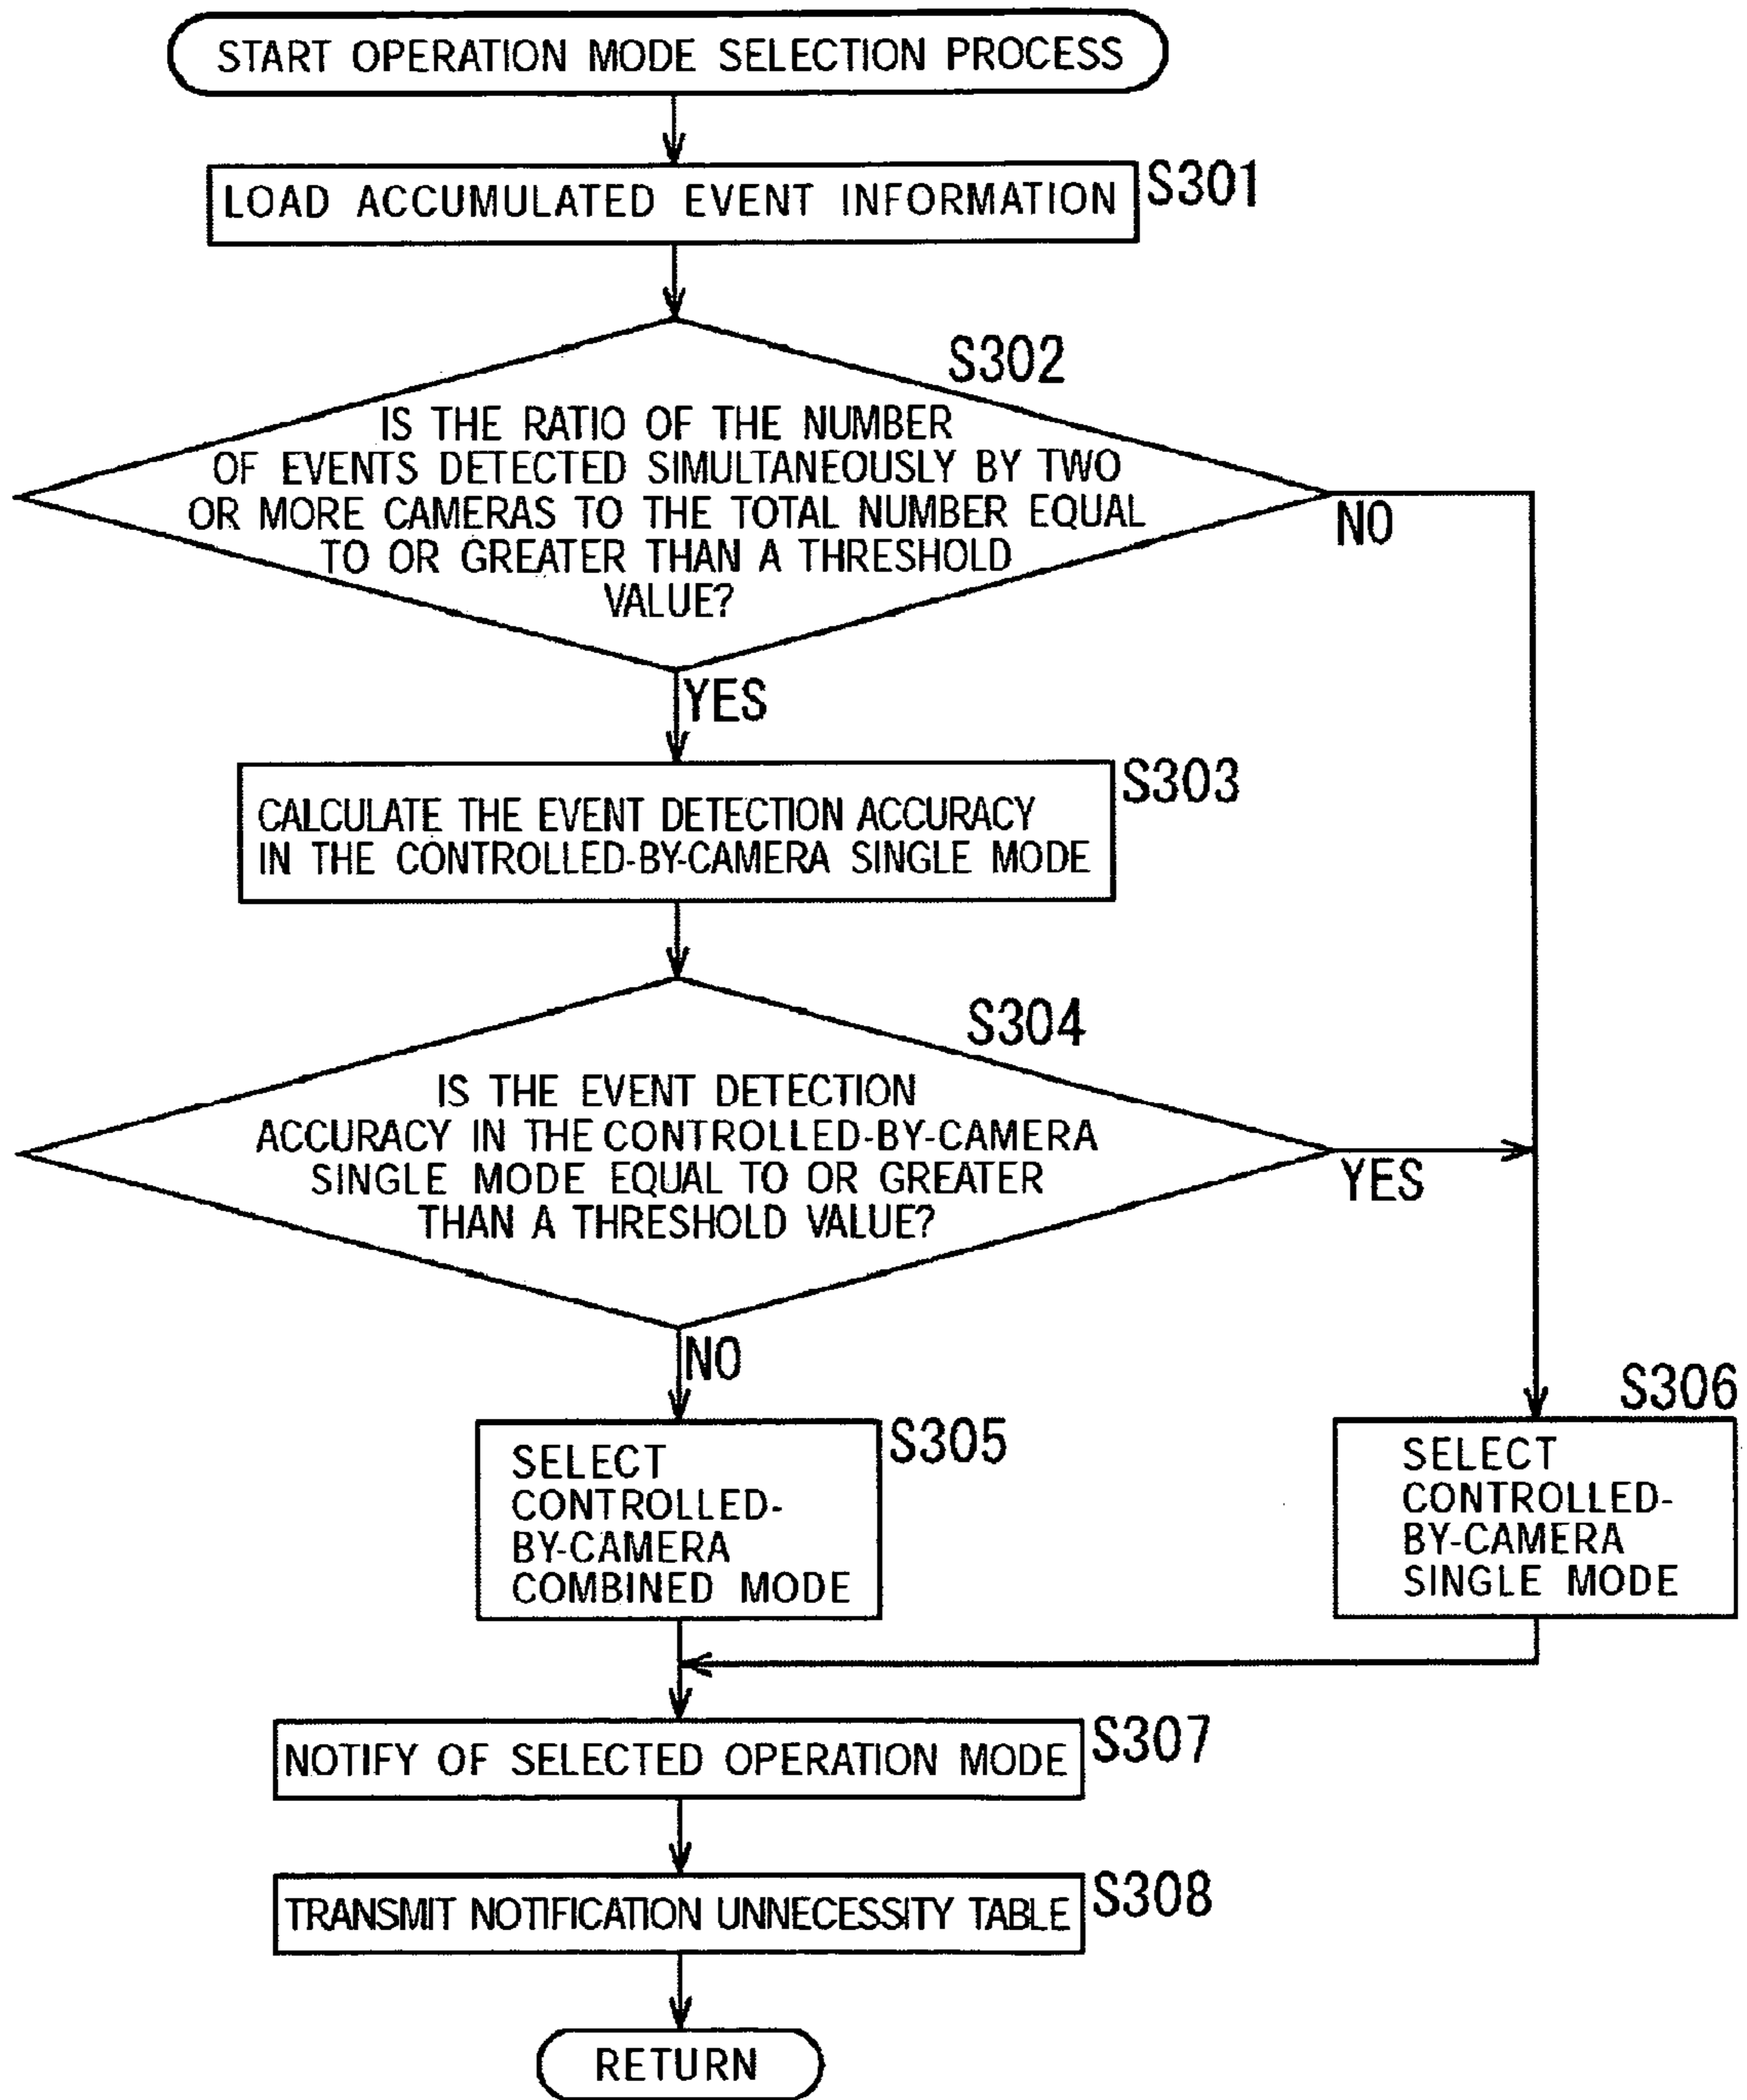 START OPERATION MODE SELECTION PROCESS
LOAD ACCUMULATED EVENT INFORMATION
S301
S302
IS THE RATIO OF THE NUMBER
OF EVENTS DETECTED SIMULTANEOUSLY BY TWO
OR MORE CAMERAS TO THE TOTAL NUMBER EQUAL
TO OR GREATER THAN A THRESHOLD
VALUE?
NO
YES
S303
CALCULATE THE EVENT DETECTION ACCURACY
IN THE CONTROLLED-BY-CAMERA SINGLE MODE
S304
IS THE EVENT DETECTION
ACCURACY IN THE CONTROLLED-BY-CAMERA
SINGLE MODE EQUAL TO OR GREATER
THAN A THRESHOLD VALUE?
YES
NO
S305
SELECT
CONTROLLED-
BY-CAMERA
COMBINED MODE
S306
SELECT
CONTROLLED-
BY-CAMERA
SINGLE MODE
NOTIFY OF SELECTED OPERATION MODE
S307
TRANSMIT NOTIFICATION UNNECESSITY TABLE
S308
RETURN